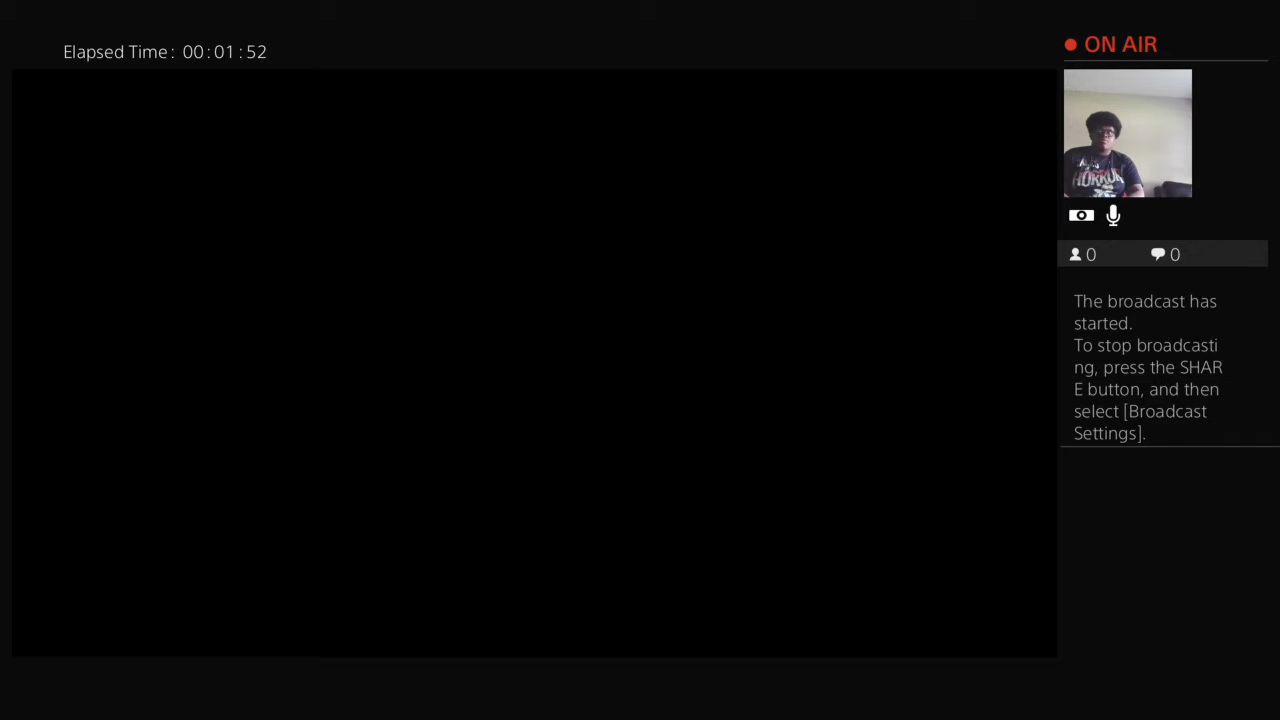 Elapsed Time: 00:01:52
ON AIR
HORROR
0 0
The broadcast has
started.
To stop broadcasti
ng, press the SHAR
E button, and then
select [Broadcast
Settings].